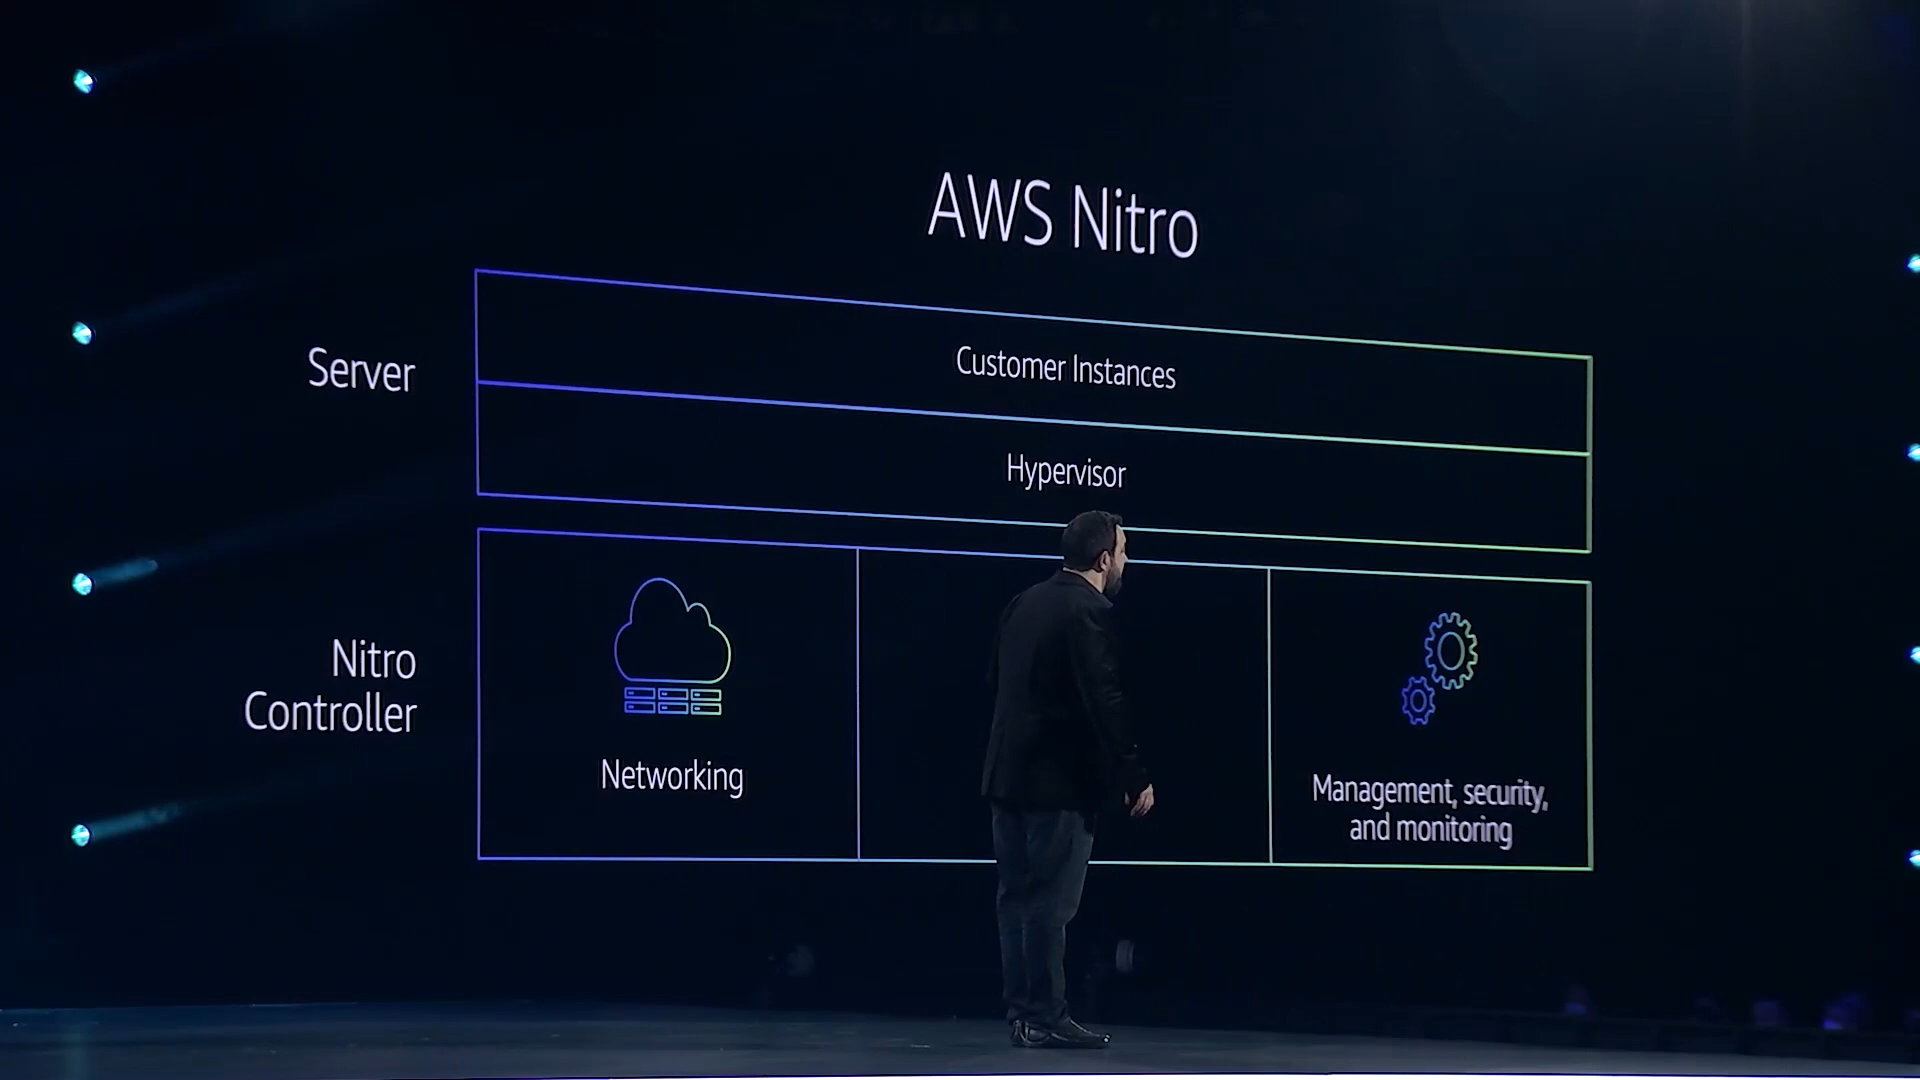 AWS Nitro
Server
Customer Instances
Hypervisor
Nitro
Controller
Networking
Management, security,
and monitoring